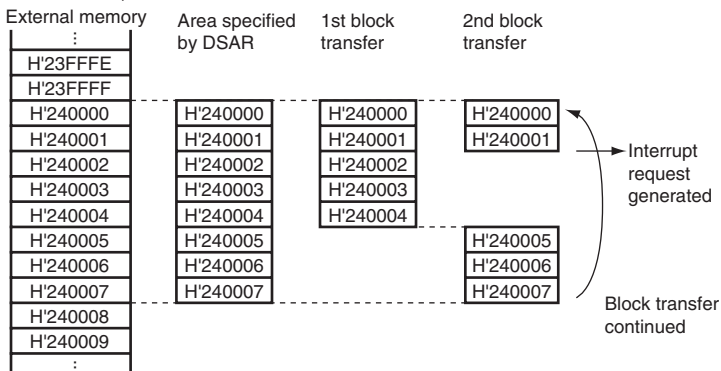 External memory
Area specified
by DSAR
1st block
transfer
2nd block
transfer
⋮
H'23FFFE
H'23FFFF
H'240000
H'240001
H'240002
H'240003
H'240004
H'240005
H'240006
H'240007
H'240008
H'240009
⋮
H'240000
H'240001
H'240002
H'240003
H'240004
H'240005
H'240006
H'240007
H'240000
H'240001
H'240002
H'240003
H'240004
H'240000
H'240001
H'240005
H'240006
H'240007
Interrupt
request
generated
Block transfer
continued